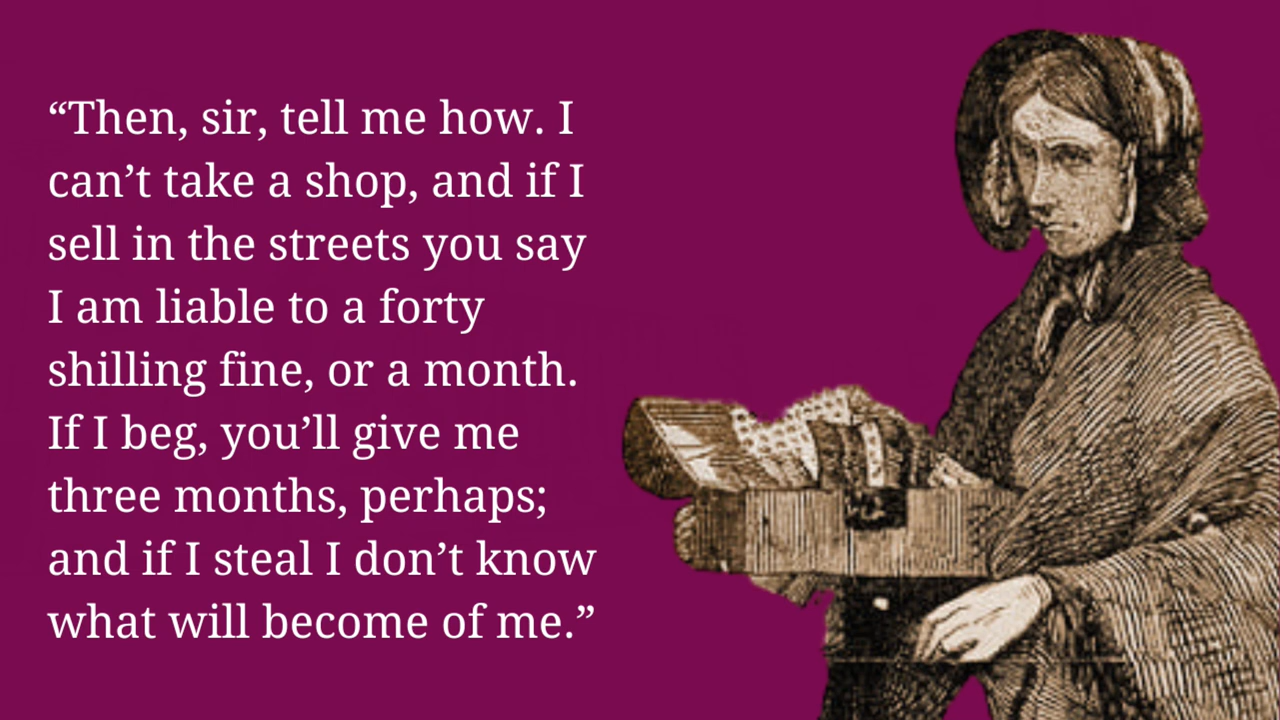 “Then, sir, tell me how. I
can’t take a shop, and if I
sell in the streets you say
I am liable to a forty
shilling fine, or a month.
If I beg, you’ll give me
three months, perhaps;
and if I steal I don’t know
what will become of me.”